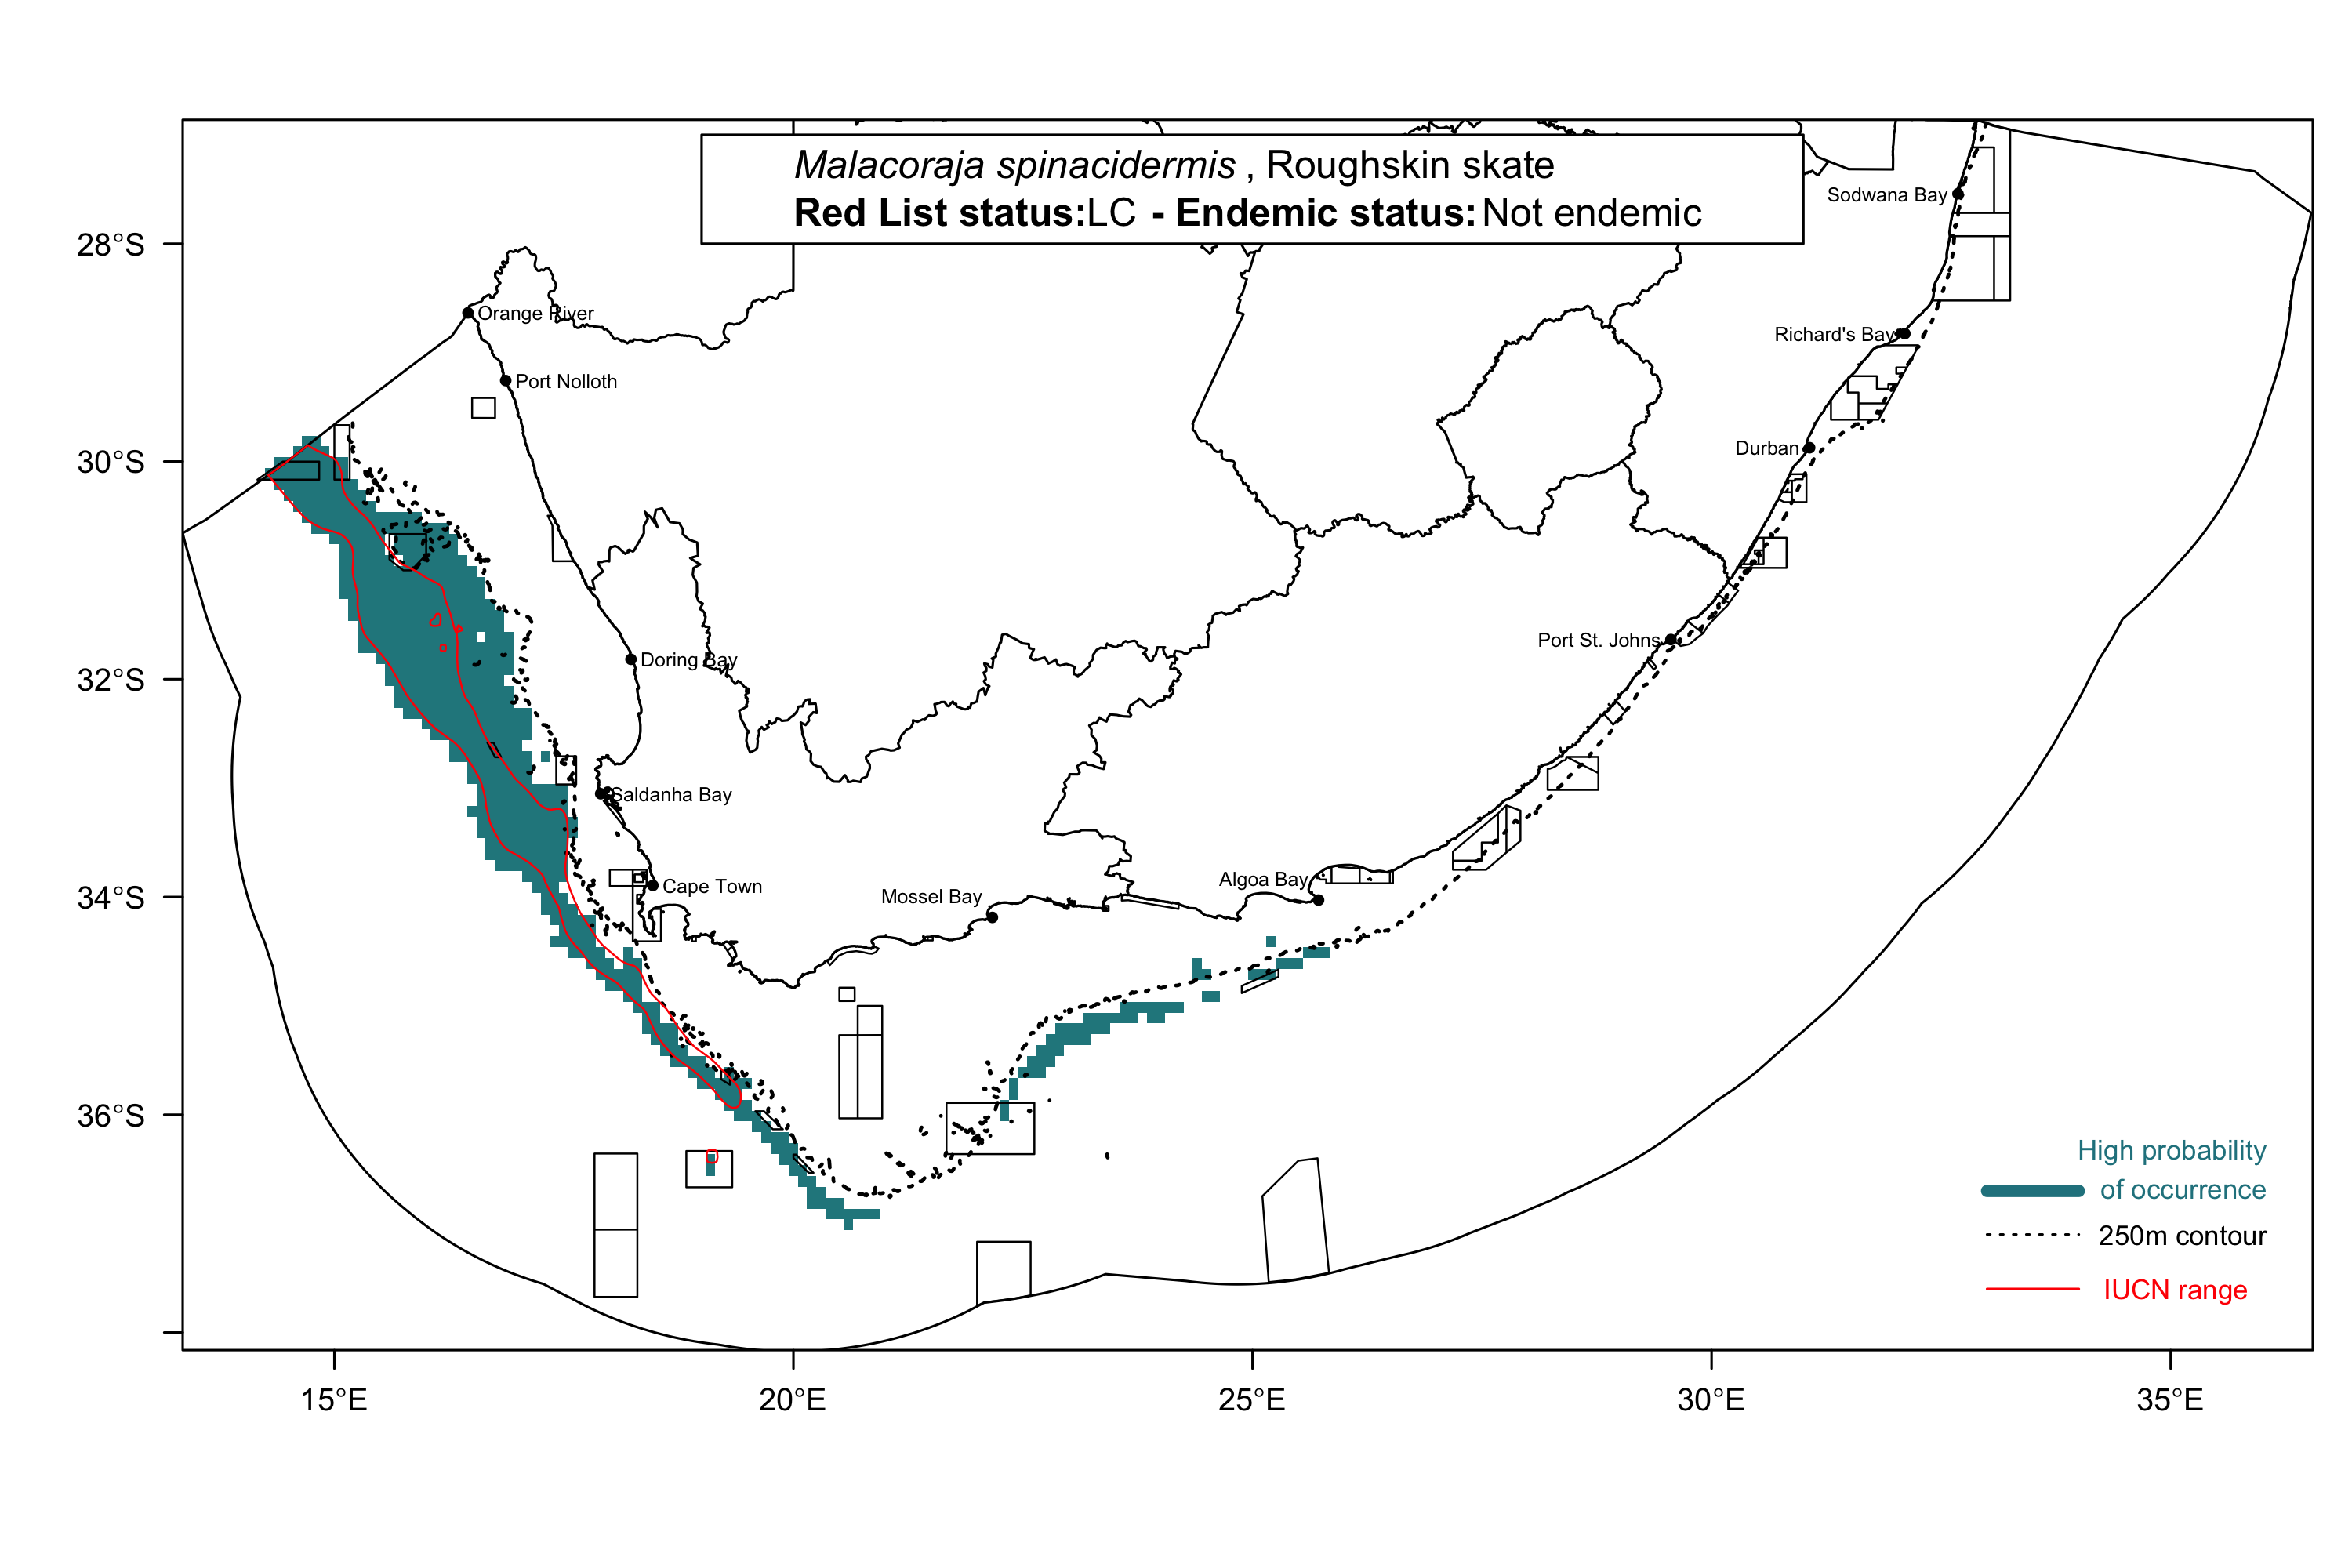 Malacoraja spinacidermis , Roughskin skate
Red List status:LC - Endemic status: Not endemic
Sodwana Bay
28°S
Orange River
Richard's Bay
Port Nolloth
Durban
30°S
Port St. Johns
Doring Bay
32°S
Saldanha Bay
Algoa Bay
Cape Town
Mossel Bay
34°S
36°S
High probability
of occurrence
250m contour
IUCN range
15°E
20°E
25°E
30°E
35°E